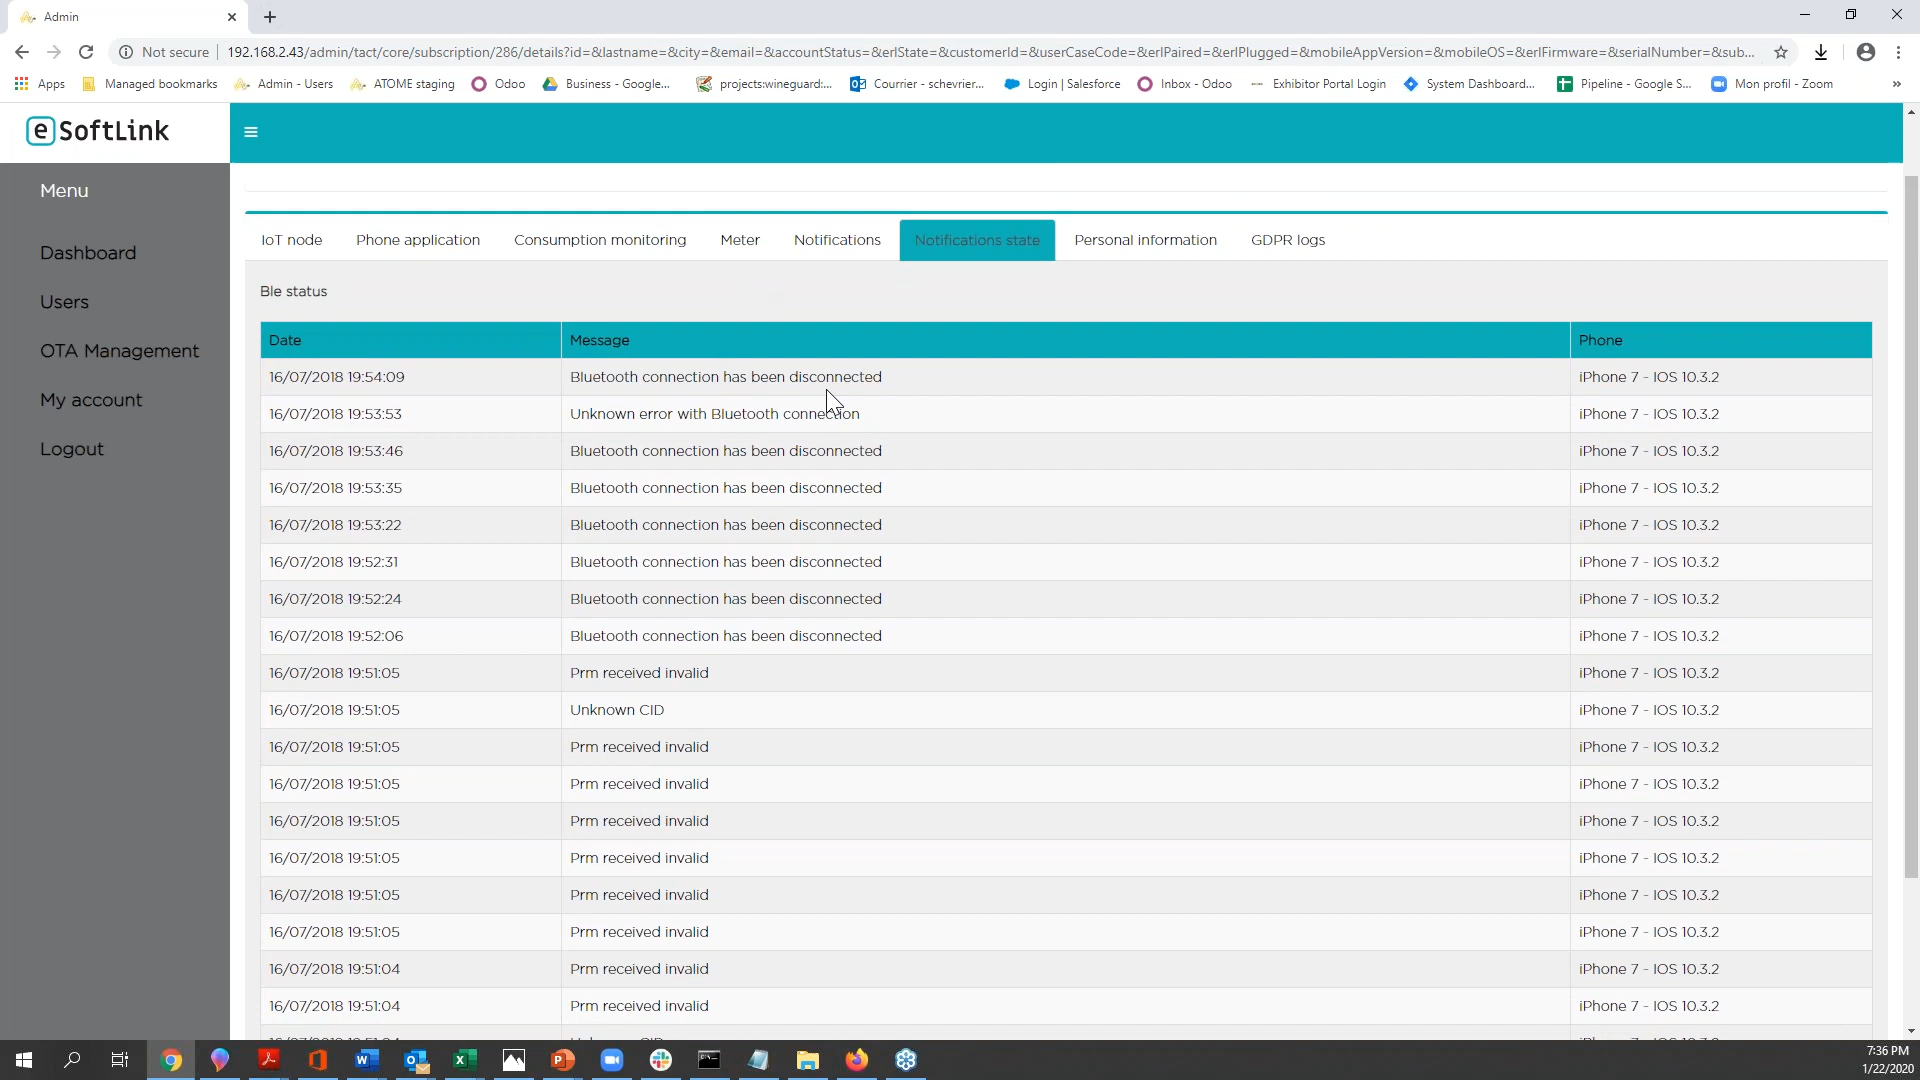 Admin
Not secure
192.168.2.43/admin/tact/core/subscription/286/details?id=&lastname=&city=&email=&accountStatus=&erlState=&customerId=&userCaseCode=&erlPaired=&erlPlugged=&mobileAppVersion=&mobileOS=&erlFirmware=&serialNumber=&sub...
Apps
Managed bookmarks
Admin - Users
ATOME staging
Odoo
Business - Google...
projects:wineguard:...
Courrier - schevrier...
Login | Salesforce
Inbox - Odoo
Exhibitor Portal Login
System Dashboard...
Pipeline - Google S...
Mon profil - Zoom
»
eSoftLink
Menu
Dashboard
Users
OTA Management
My account
Logout
IoT node
Phone application
Consumption monitoring
Meter
Notifications
Notifications state
Personal information
GDPR logs
Ble status
Date Message Phone
16/07/2018 19:54:09 Bluetooth connection has been disconnected iPhone 7 - IOS 10.3.2
16/07/2018 19:53:53 Unknown error with Bluetooth connection iPhone 7 - IOS 10.3.2
16/07/2018 19:53:46 Bluetooth connection has been disconnected iPhone 7 - IOS 10.3.2
16/07/2018 19:53:35 Bluetooth connection has been disconnected iPhone 7 - IOS 10.3.2
16/07/2018 19:53:22 Bluetooth connection has been disconnected iPhone 7 - IOS 10.3.2
16/07/2018 19:52:31 Bluetooth connection has been disconnected iPhone 7 - IOS 10.3.2
16/07/2018 19:52:24 Bluetooth connection has been disconnected iPhone 7 - IOS 10.3.2
16/07/2018 19:52:06 Bluetooth connection has been disconnected iPhone 7 - IOS 10.3.2
16/07/2018 19:51:05 Prm received invalid iPhone 7 - IOS 10.3.2
16/07/2018 19:51:05 Unknown CID iPhone 7 - IOS 10.3.2
16/07/2018 19:51:05 Prm received invalid iPhone 7 - IOS 10.3.2
16/07/2018 19:51:05 Prm received invalid iPhone 7 - IOS 10.3.2
16/07/2018 19:51:05 Prm received invalid iPhone 7 - IOS 10.3.2
16/07/2018 19:51:05 Prm received invalid iPhone 7 - IOS 10.3.2
16/07/2018 19:51:05 Prm received invalid iPhone 7 - IOS 10.3.2
16/07/2018 19:51:05 Prm received invalid iPhone 7 - IOS 10.3.2
16/07/2018 19:51:04 Prm received invalid iPhone 7 - IOS 10.3.2
16/07/2018 19:51:04 Prm received invalid iPhone 7 - IOS 10.3.2
7:36 PM
1/22/2020